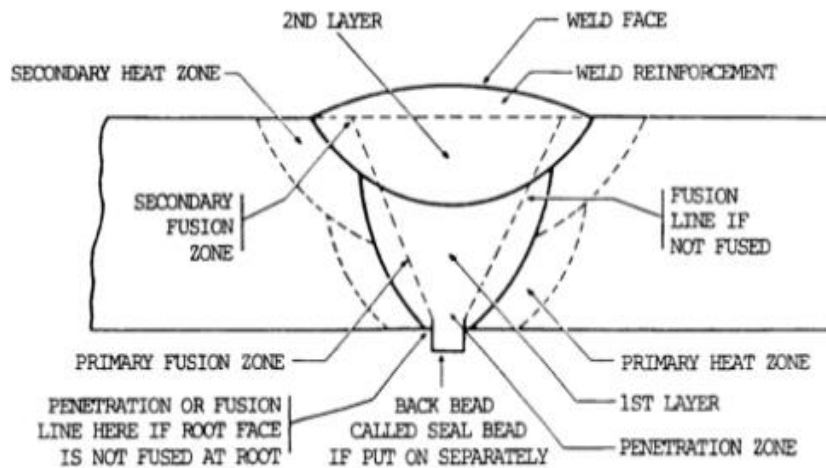 2ND LAYER
WELD FACE
SECONDARY HEAT ZONE
WELD REINFORCEMENT
SECONDARY
FUSION
ZONE
FUSION
LINE IF
NOT FUSED
PRIMARY FUSION ZONE
PRIMARY HEAT ZONE
PENETRATION OR FUSION
LINE HERE IF ROOT FACE
IS NOT FUSED AT ROOT
BACK BEAD
CALLED SEAL BEAD
IF PUT ON SEPARATELY
1ST LAYER
PENETRATION ZONE